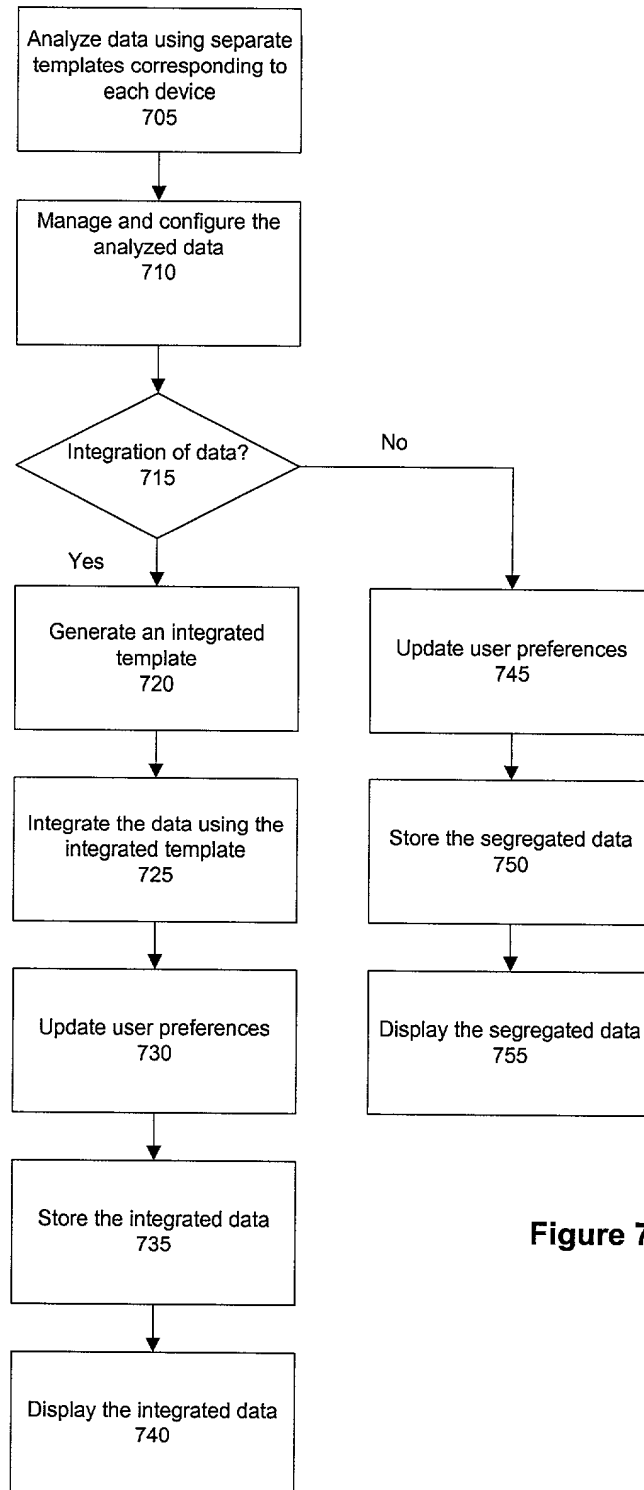 Analyze data using separate
templates corresponding to
each device
705
Manage and configure the
analyzed data
710
Integration of data?
715
No
Yes
Generate an integrated
template
720
Update user preferences
745
Integrate the data using the
integrated template
725
Store the segregated data
750
Update user preferences
730
Display the segregated data
755
Store the integrated data
735
Figure 7
Display the integrated data
740